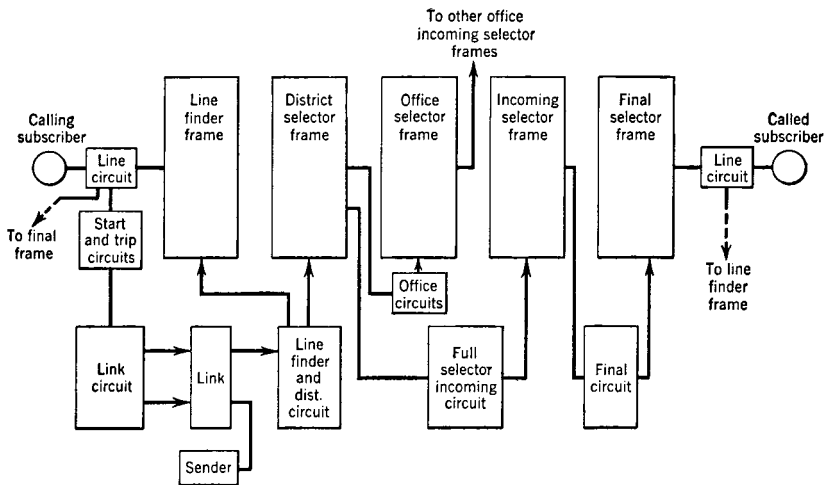 To other office
incoming selector
frames
Calling
subscriber
Line
circuit
Line
finder
frame
District
selector
frame
Office
selector
frame
Incoming
selector
frame
Final
selector
frame
Line
circuit
Called
subscriber
To final
frame
Start
and trip
circuits
Office
circuits
To line
finder
frame
Link
circuit
Link
Line
finder
and
dist.
circuit
Full
selector
incoming
circuit
Final
circuit
Sender